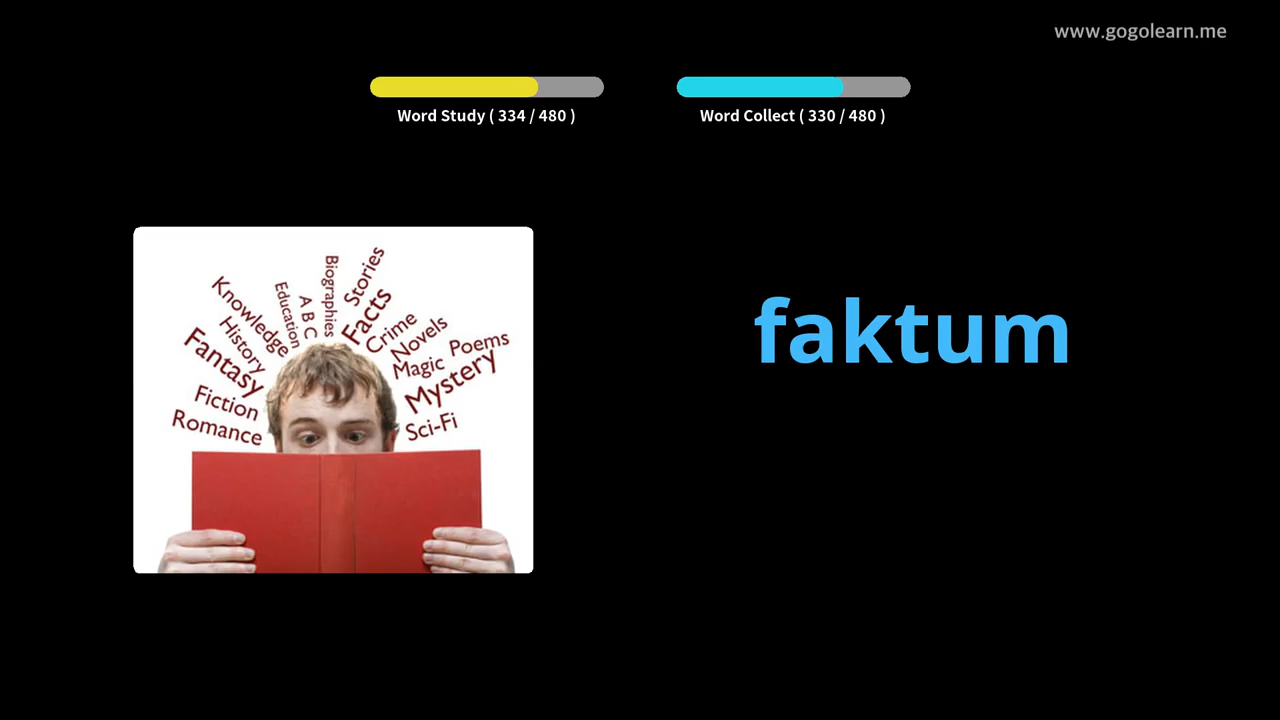 www.gogolearn.me
Word Study ( 334 / 480 )
Word Collect ( 330 / 480 )
faktum
Stories
Biographies
Facts
A B C
Education
Knowledge
Crime
History
Novels
Poems
Fantasy
Magic
Mystery
Fiction
Romance
Sci-Fi